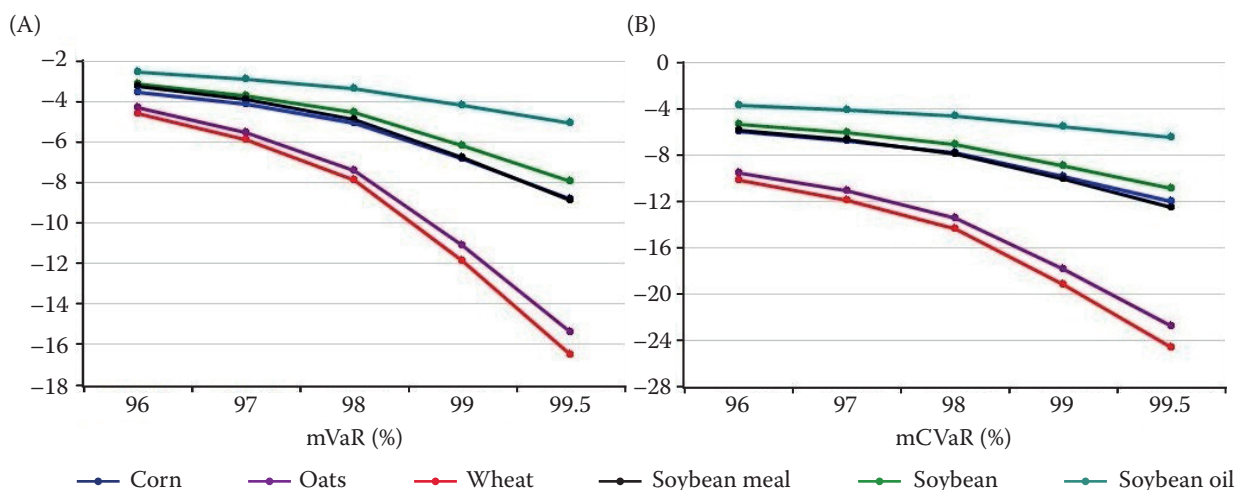 (A)
−2
−4
−6
−8
−10
−12
−14
−16
−18
96 97 98 99 99.5
mVaR (%)
(B)
0
−4
−8
−12
−16
−20
−24
−28
96 97 98 99 99.5
mCVaR (%)
Corn Oats Wheat Soybean meal Soybean Soybean oil